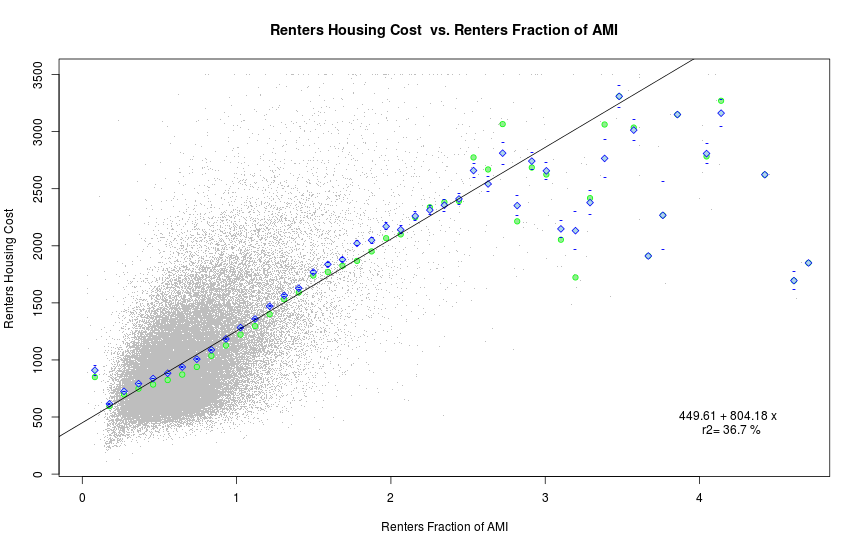 Renters Housing Cost  vs. Renters Fraction of AMI
3500
3000
2500
2000
1500
1000
500
0
Renters Housing Cost
449.61 + 804.18 x
r2= 36.7 %
0 1 2 3 4
Renters Fraction of AMI